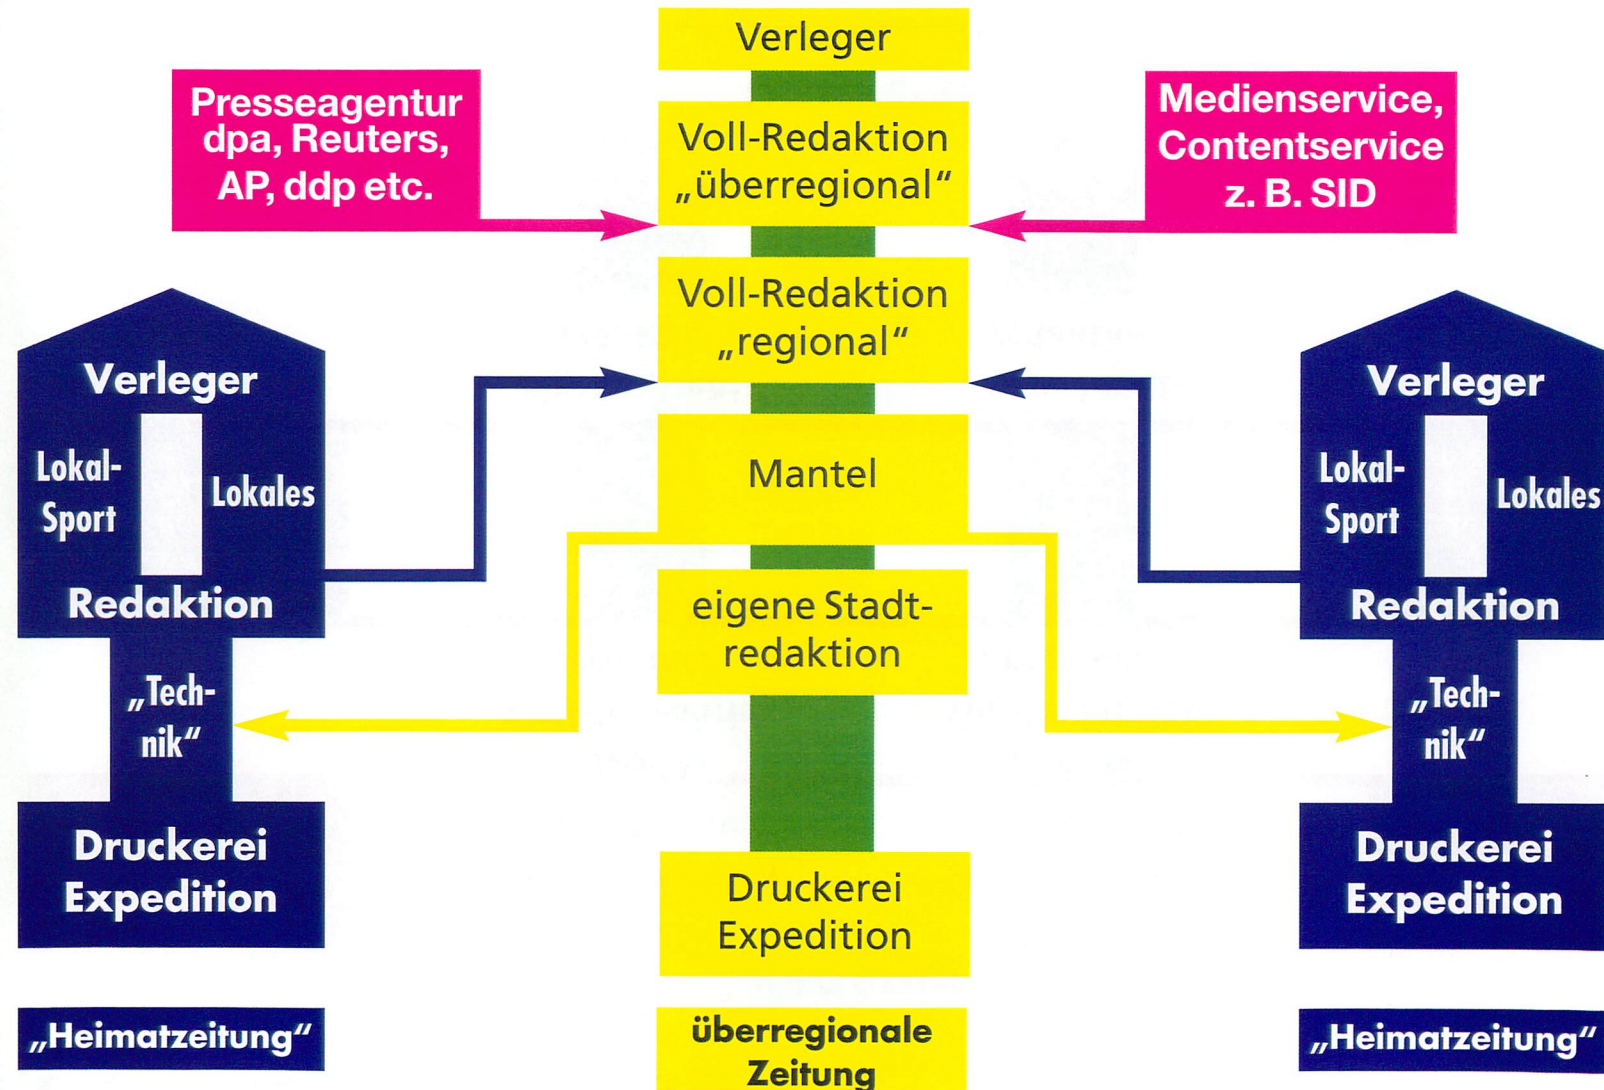 Verleger
Presseagentur
dpa, Reuters,
AP, ddp etc.
Voll-Redaktion
„überregional“
Medienservice,
Contentservice
z. B. SID
Voll-Redaktion
„regional“
Verleger
Lokal-
Sport
Lokales
Redaktion
„Tech-
nik“
Druckerei
Expedition
„Heimatzeitung“
Mantel
eigene Stadt-
redaktion
Druckerei
Expedition
überregionale
Zeitung
Verleger
Lokal-
Sport
Lokales
Redaktion
„Tech-
nik“
Druckerei
Expedition
„Heimatzeitung“